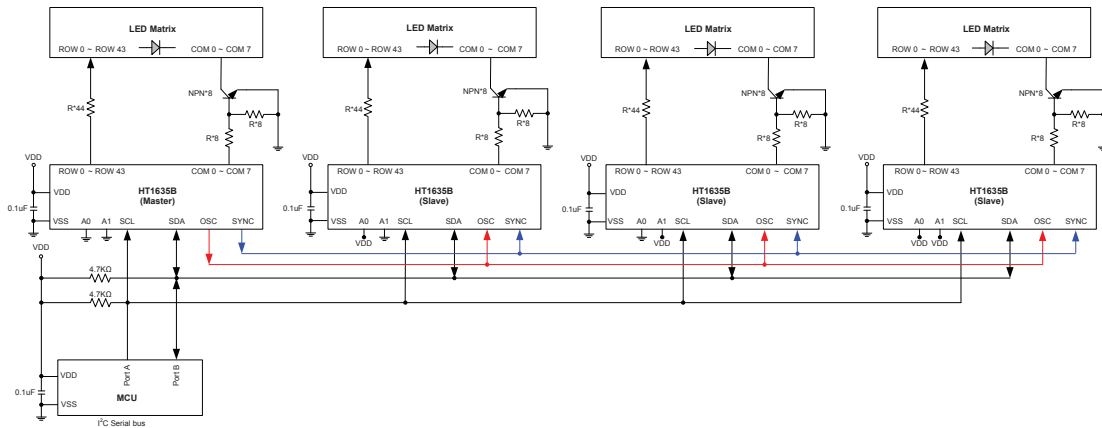 LED Matrix LED Matrix LED Matrix LED Matrix
ROW 0 ~ ROW 43 COM 0 ~ COM 7 ROW 0 ~ ROW 43 COM 0 ~ COM 7 ROW 0 ~ ROW 43 COM 0 ~ COM 7 ROW 0 ~ ROW 43 COM 0 ~ COM 7
NPN*8 NPN*8 NPN*8 NPN*8
R*44 R*44 R*44 R*44
R*8 R*8 R*8 R*8
R*8 R*8 R*8 R*8
VDD VDD VDD VDD
ROW 0 ~ ROW 43 COM 0 ~ COM 7 ROW 0 ~ ROW 43 COM 0 ~ COM 7 ROW 0 ~ ROW 43 COM 0 ~ COM 7 ROW 0 ~ ROW 43 COM 0 ~ COM 7
VDD HT1635B VDD HT1635B VDD HT1635B VDD HT1635B
(Master) (Slave) (Slave) (Slave)
0.1uF 0.1uF 0.1uF 0.1uF
VSS A0 A1 SCL SDA OSC SYNC VSS A0 A1 SCL SDA OSC SYNC VSS A0 A1 SCL SDA OSC SYNC VSS A0 A1 SCL SDA OSC SYNC
VDD VDD VDD VDD VDD
4.7KΩ
4.7KΩ
Port A Port B
VDD
0.1uF MCU
VSS
I²C Serial bus